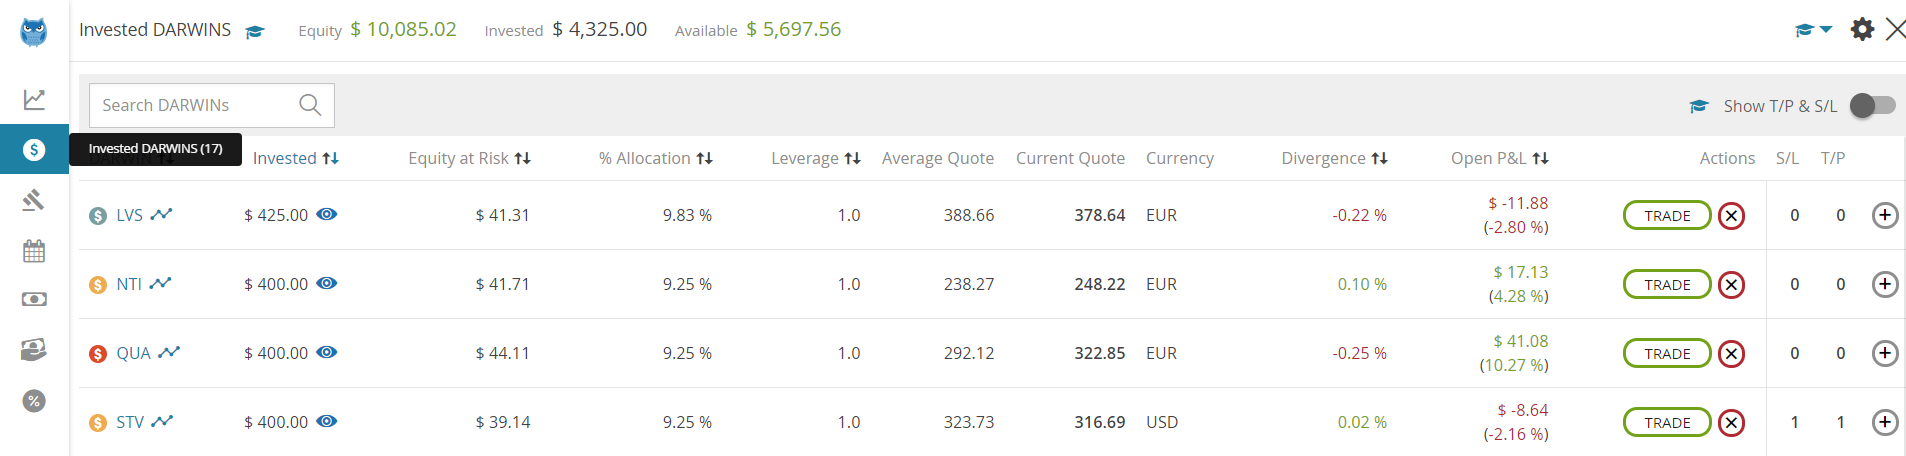 Invested DARWINS Equity $ 10,085.02 Invested $ 4,325.00 Available $ 5,697.56
Search DARWINs Show T/P & S/L
Invested DARWINS (17)
DARWIN Invested Equity at Risk % Allocation Leverage Average Quote Current Quote Currency Divergence Open P&L Actions S/L T/P
LVS $ 425.00 $ 41.31 9.83 % 1.0 388.66 378.64 EUR -0.22 % $ -11.88 (-2.80 %) TRADE 0 0
NTI $ 400.00 $ 41.71 9.25 % 1.0 238.27 248.22 EUR 0.10 % $ 17.13 (4.28 %) TRADE 0 0
QUA $ 400.00 $ 44.11 9.25 % 1.0 292.12 322.85 EUR -0.25 % $ 41.08 (10.27 %) TRADE 0 0
STV $ 400.00 $ 39.14 9.25 % 1.0 323.73 316.69 USD 0.02 % $ -8.64 (-2.16 %) TRADE 1 1